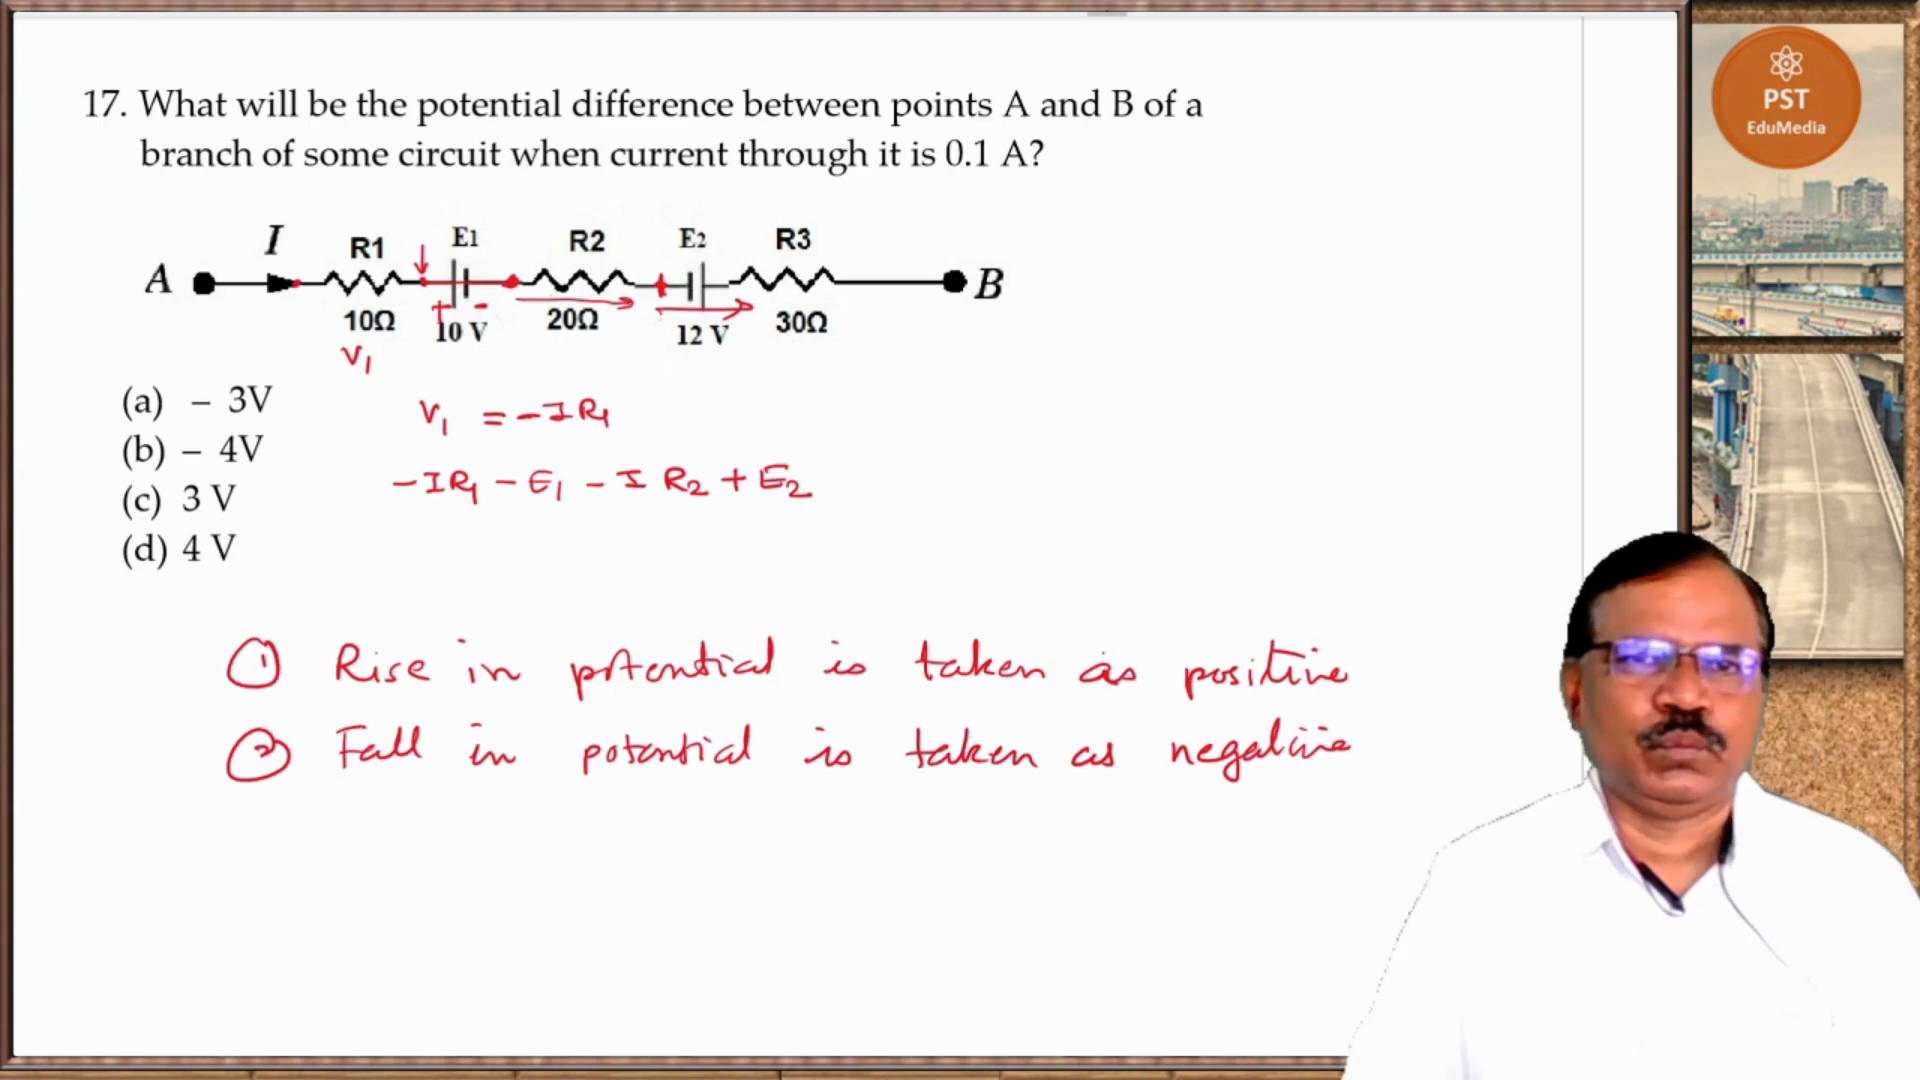 17. What will be the potential difference between points A and B of a
branch of some circuit when current through it is 0.1 A?
PST
EduMedia
I R1 E1 R2 E2 R3
A B
10Ω 10 V 20Ω 12 V 30Ω
+ -
V1
(a) – 3V
(b) – 4V
(c) 3 V
(d) 4 V
V1 = -IR1
-IR1 - E1 - I R2 + E2
1 Rise in potential is taken as positive
2 Fall in potential is taken as negative